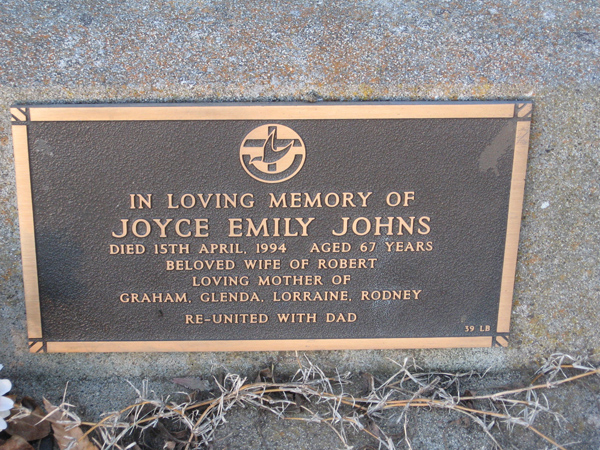 IN LOVING MEMORY OF
JOYCE EMILY JOHNS
DIED 15TH APRIL, 1994 AGED 67 YEARS
BELOVED WIFE OF ROBERT
LOVING MOTHER OF
GRAHAM, GLENDA, LORRAINE, RODNEY
RE-UNITED WITH DAD
39 LB